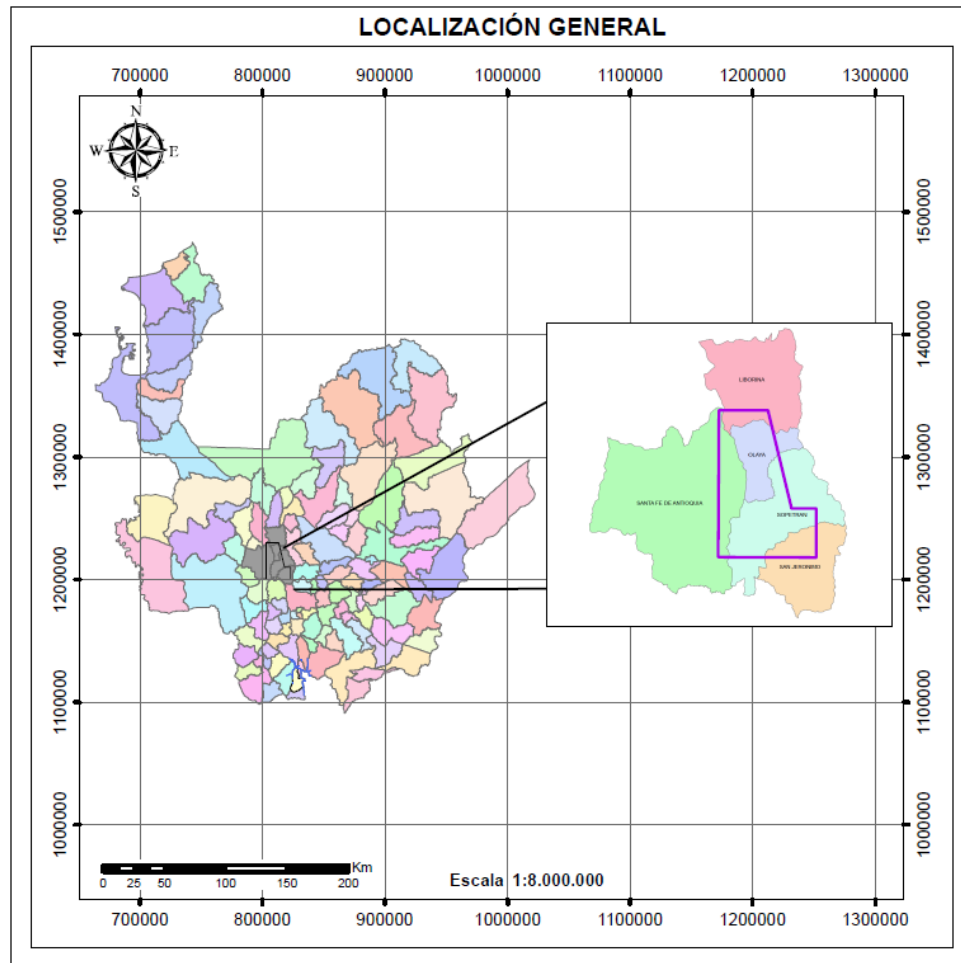 LOCALIZACIÓN GENERAL
700000 800000 900000 1000000 1100000 1200000 1300000
N
W E
S
1500000 1500000
1400000 1400000
LIBORINA
OLAYA
1300000 1300000
SANTA FE DE ANTIOQUIA
SOPETRAN
SAN JERONIMO
1200000 1200000
1100000 1100000
1000000 1000000
Km
0 25 50 100 150 200
Escala 1:8.000.000
700000 800000 900000 1000000 1100000 1200000 1300000